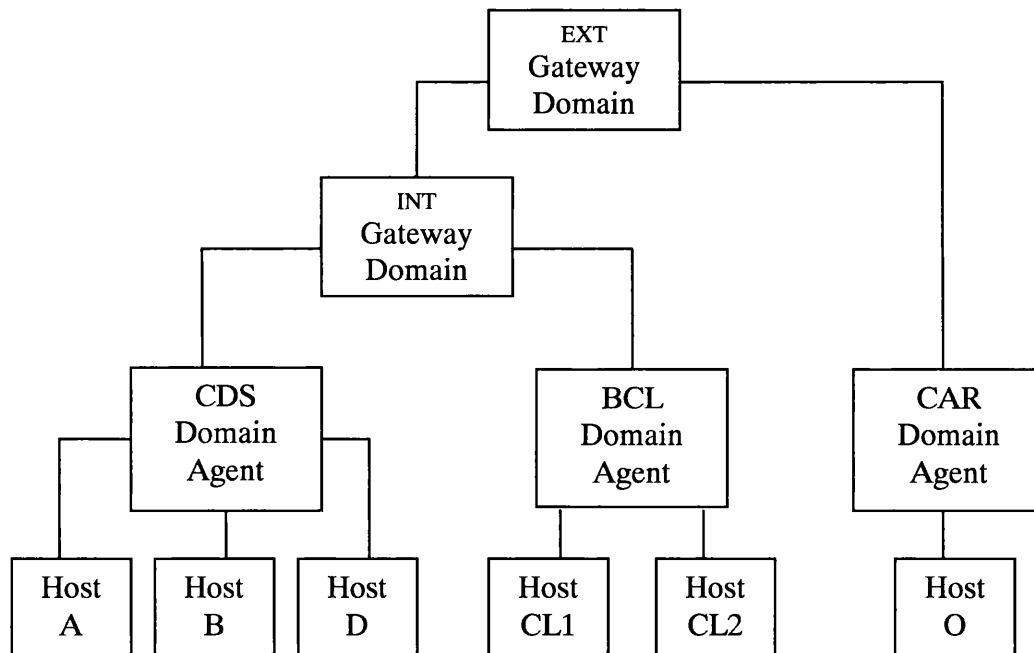 EXT
Gateway
Domain
INT
Gateway
Domain
CDS
Domain
Agent
BCL
Domain
Agent
CAR
Domain
Agent
Host
A
Host
B
Host
D
Host
CL1
Host
CL2
Host
O